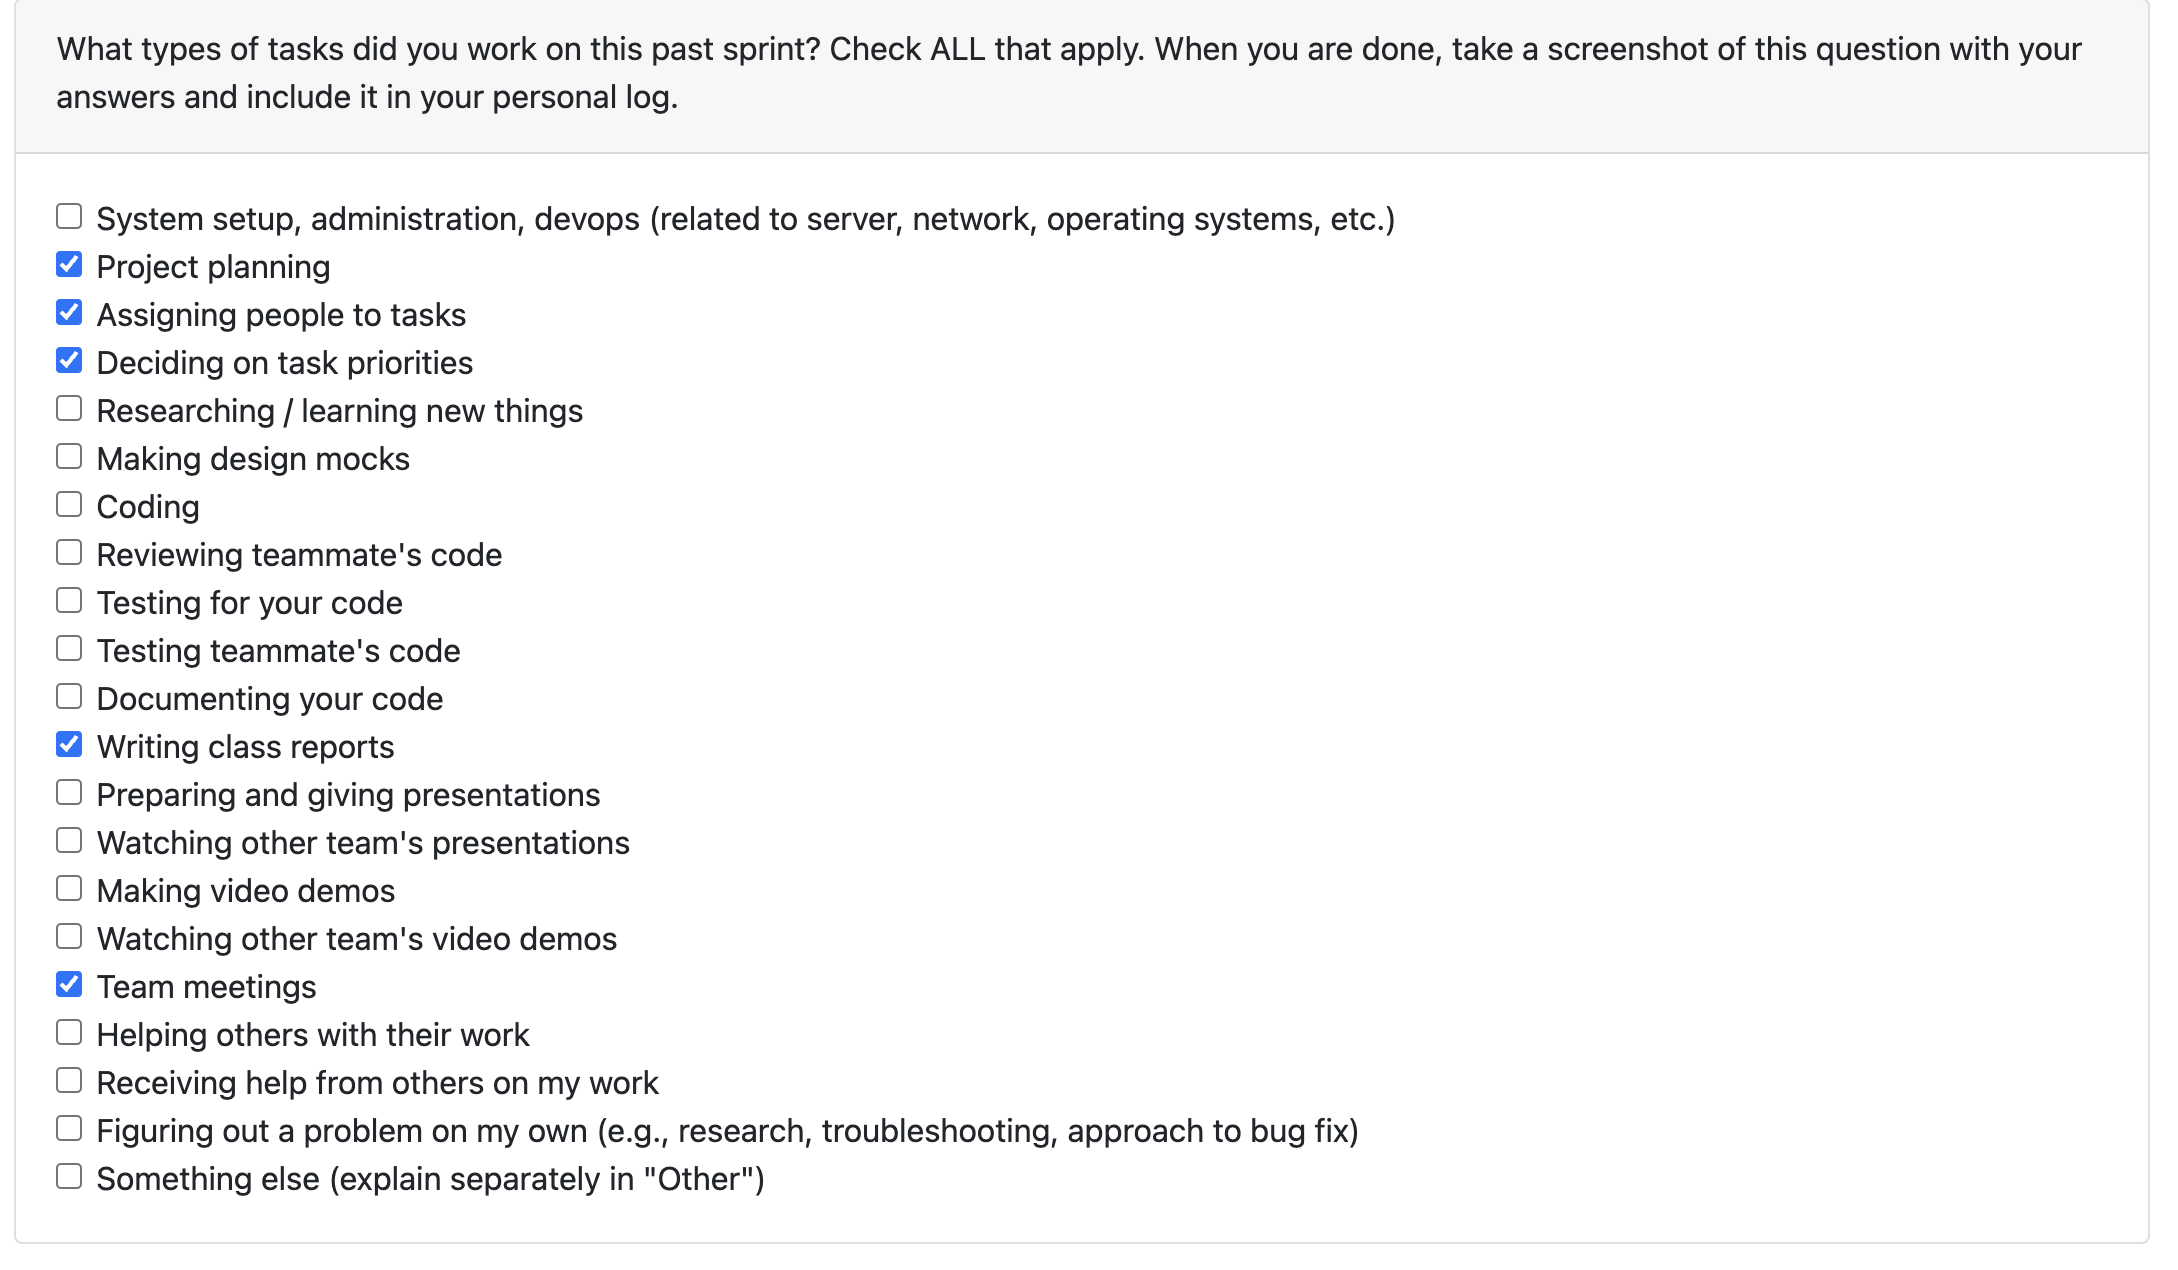 What types of tasks did you work on this past sprint? Check ALL that apply. When you are done, take a screenshot of this question with your
answers and include it in your personal log.
System setup, administration, devops (related to server, network, operating systems, etc.)
Project planning
Assigning people to tasks
Deciding on task priorities
Researching / learning new things
Making design mocks
Coding
Reviewing teammate's code
Testing for your code
Testing teammate's code
Documenting your code
Writing class reports
Preparing and giving presentations
Watching other team's presentations
Making video demos
Watching other team's video demos
Team meetings
Helping others with their work
Receiving help from others on my work
Figuring out a problem on my own (e.g., research, troubleshooting, approach to bug fix)
Something else (explain separately in "Other")